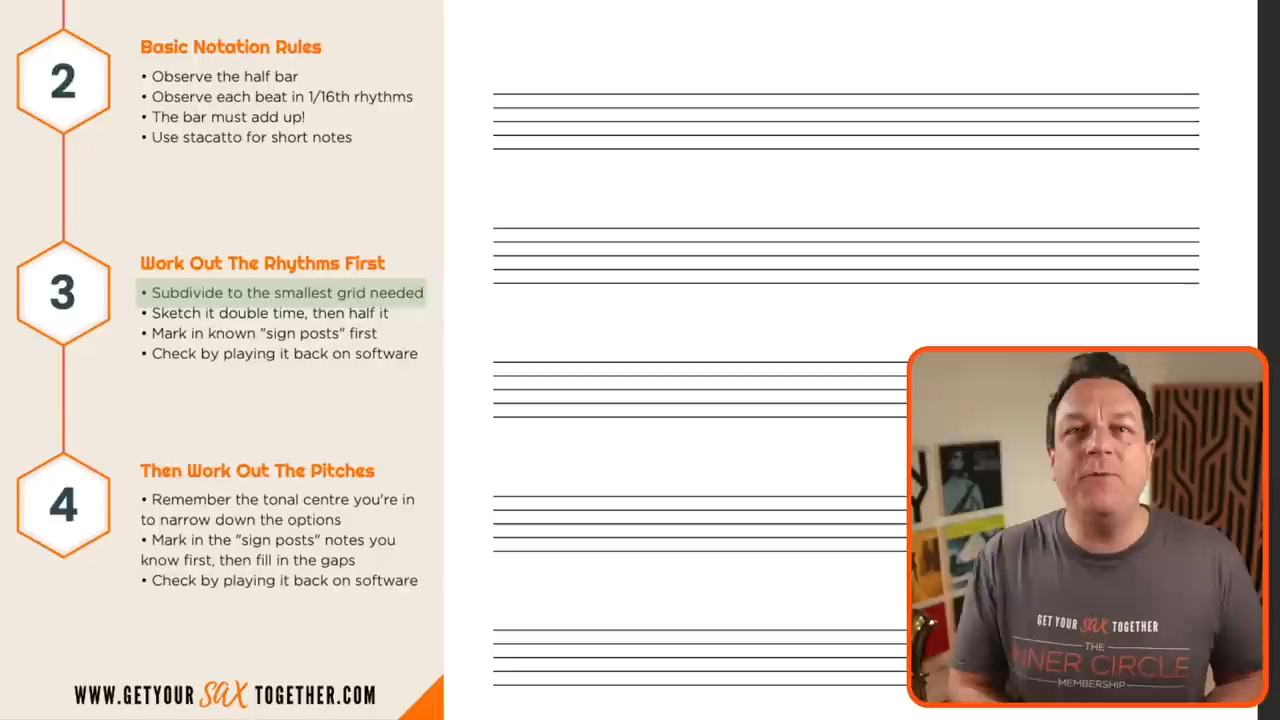 2
Basic Notation Rules
• Observe the half bar
• Observe each beat in 1/16th rhythms
• The bar must add up!
• Use stacatto for short notes
3
Work Out The Rhythms First
• Subdivide to the smallest grid needed
• Sketch it double time, then half it
• Mark in known "sign posts" first
• Check by playing it back on software
4
Then Work Out The Pitches
• Remember the tonal centre you're in
to narrow down the options
• Mark in the "sign posts" notes you
know first, then fill in the gaps
• Check by playing it back on software
WWW.GETYOUR sax TOGETHER.COM
GET YOUR sax TOGETHER
THE
INNER CIRCLE
MEMBERSHIP